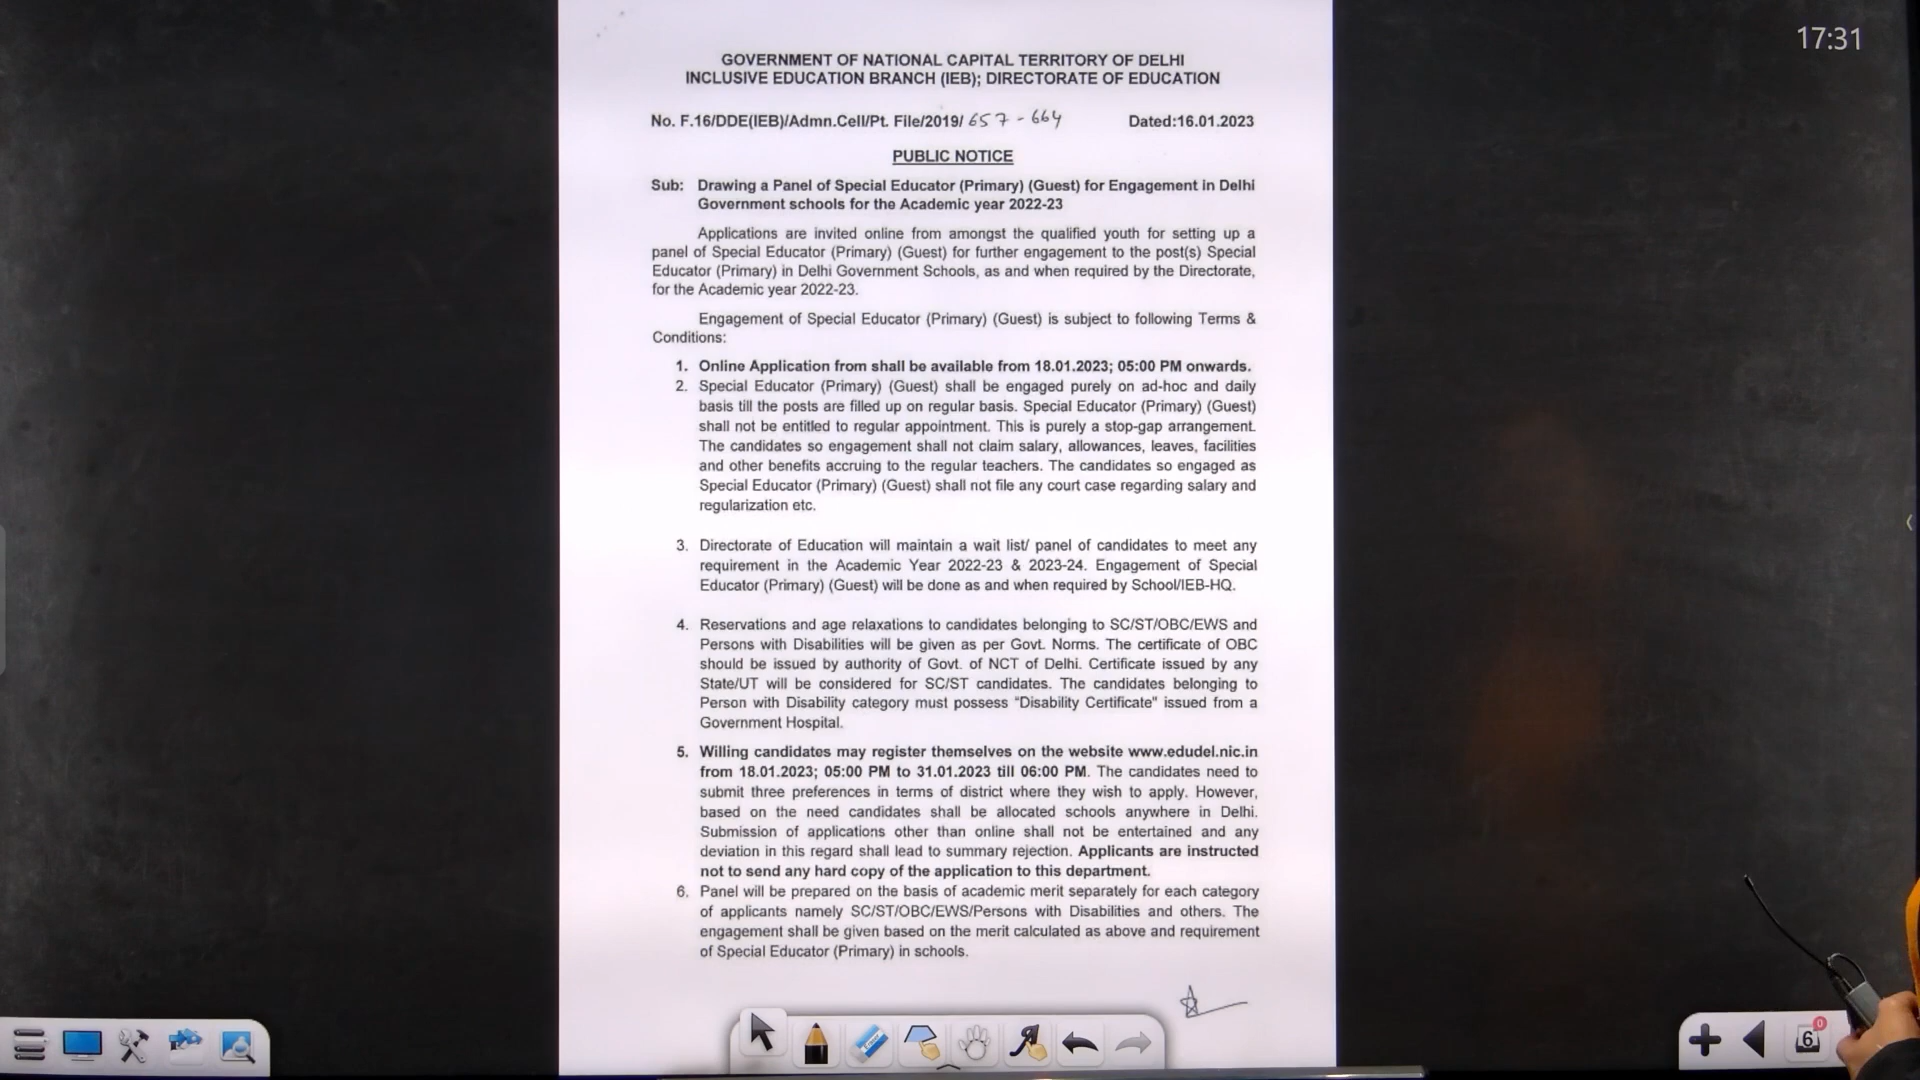 17:31
GOVERNMENT OF NATIONAL CAPITAL TERRITORY OF DELHI
INCLUSIVE EDUCATION BRANCH (IEB); DIRECTORATE OF EDUCATION
No. F.16/DDE(IEB)/Admn.Cell/Pt. File/2019/ 657 - 664 Dated:16.01.2023
PUBLIC NOTICE
Sub: Drawing a Panel of Special Educator (Primary) (Guest) for Engagement in Delhi
Government schools for the Academic year 2022-23
Applications are invited online from amongst the qualified youth for setting up a
panel of Special Educator (Primary) (Guest) for further engagement to the post(s) Special
Educator (Primary) in Delhi Government Schools, as and when required by the Directorate,
for the Academic year 2022-23.
Engagement of Special Educator (Primary) (Guest) is subject to following Terms &
Conditions:
1. Online Application from shall be available from 18.01.2023; 05:00 PM onwards.
2. Special Educator (Primary) (Guest) shall be engaged purely on ad-hoc and daily
basis till the posts are filled up on regular basis. Special Educator (Primary) (Guest)
shall not be entitled to regular appointment. This is purely a stop-gap arrangement.
The candidates so engagement shall not claim salary, allowances, leaves, facilities
and other benefits accruing to the regular teachers. The candidates so engaged as
Special Educator (Primary) (Guest) shall not file any court case regarding salary and
regularization etc.
3. Directorate of Education will maintain a wait list/ panel of candidates to meet any
requirement in the Academic Year 2022-23 & 2023-24. Engagement of Special
Educator (Primary) (Guest) will be done as and when required by School/IEB-HQ.
4. Reservations and age relaxations to candidates belonging to SC/ST/OBC/EWS and
Persons with Disabilities will be given as per Govt. Norms. The certificate of OBC
should be issued by authority of Govt. of NCT of Delhi. Certificate issued by any
State/UT will be considered for SC/ST candidates. The candidates belonging to
Person with Disability category must possess "Disability Certificate" issued from a
Government Hospital.
5. Willing candidates may register themselves on the website www.edudel.nic.in
from 18.01.2023; 05:00 PM to 31.01.2023 till 06:00 PM. The candidates need to
submit three preferences in terms of district where they wish to apply. However,
based on the need candidates shall be allocated schools anywhere in Delhi.
Submission of applications other than online shall not be entertained and any
deviation in this regard shall lead to summary rejection. Applicants are instructed
not to send any hard copy of the application to this department.
6. Panel will be prepared on the basis of academic merit separately for each category
of applicants namely SC/ST/OBC/EWS/Persons with Disabilities and others. The
engagement shall be given based on the merit calculated as above and requirement
of Special Educator (Primary) in schools.
6
0